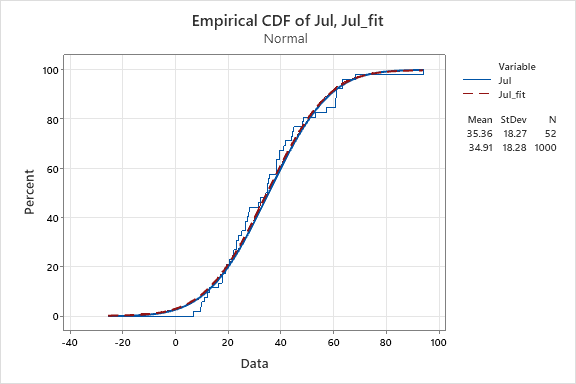 Empirical CDF of Jul, Jul_fit
Normal
Variable
Jul
Jul_fit
Mean StDev N
35.36 18.27 52
34.91 18.28 1000
Percent
100
80
60
40
20
0
-40 -20 0 20 40 60 80 100
Data